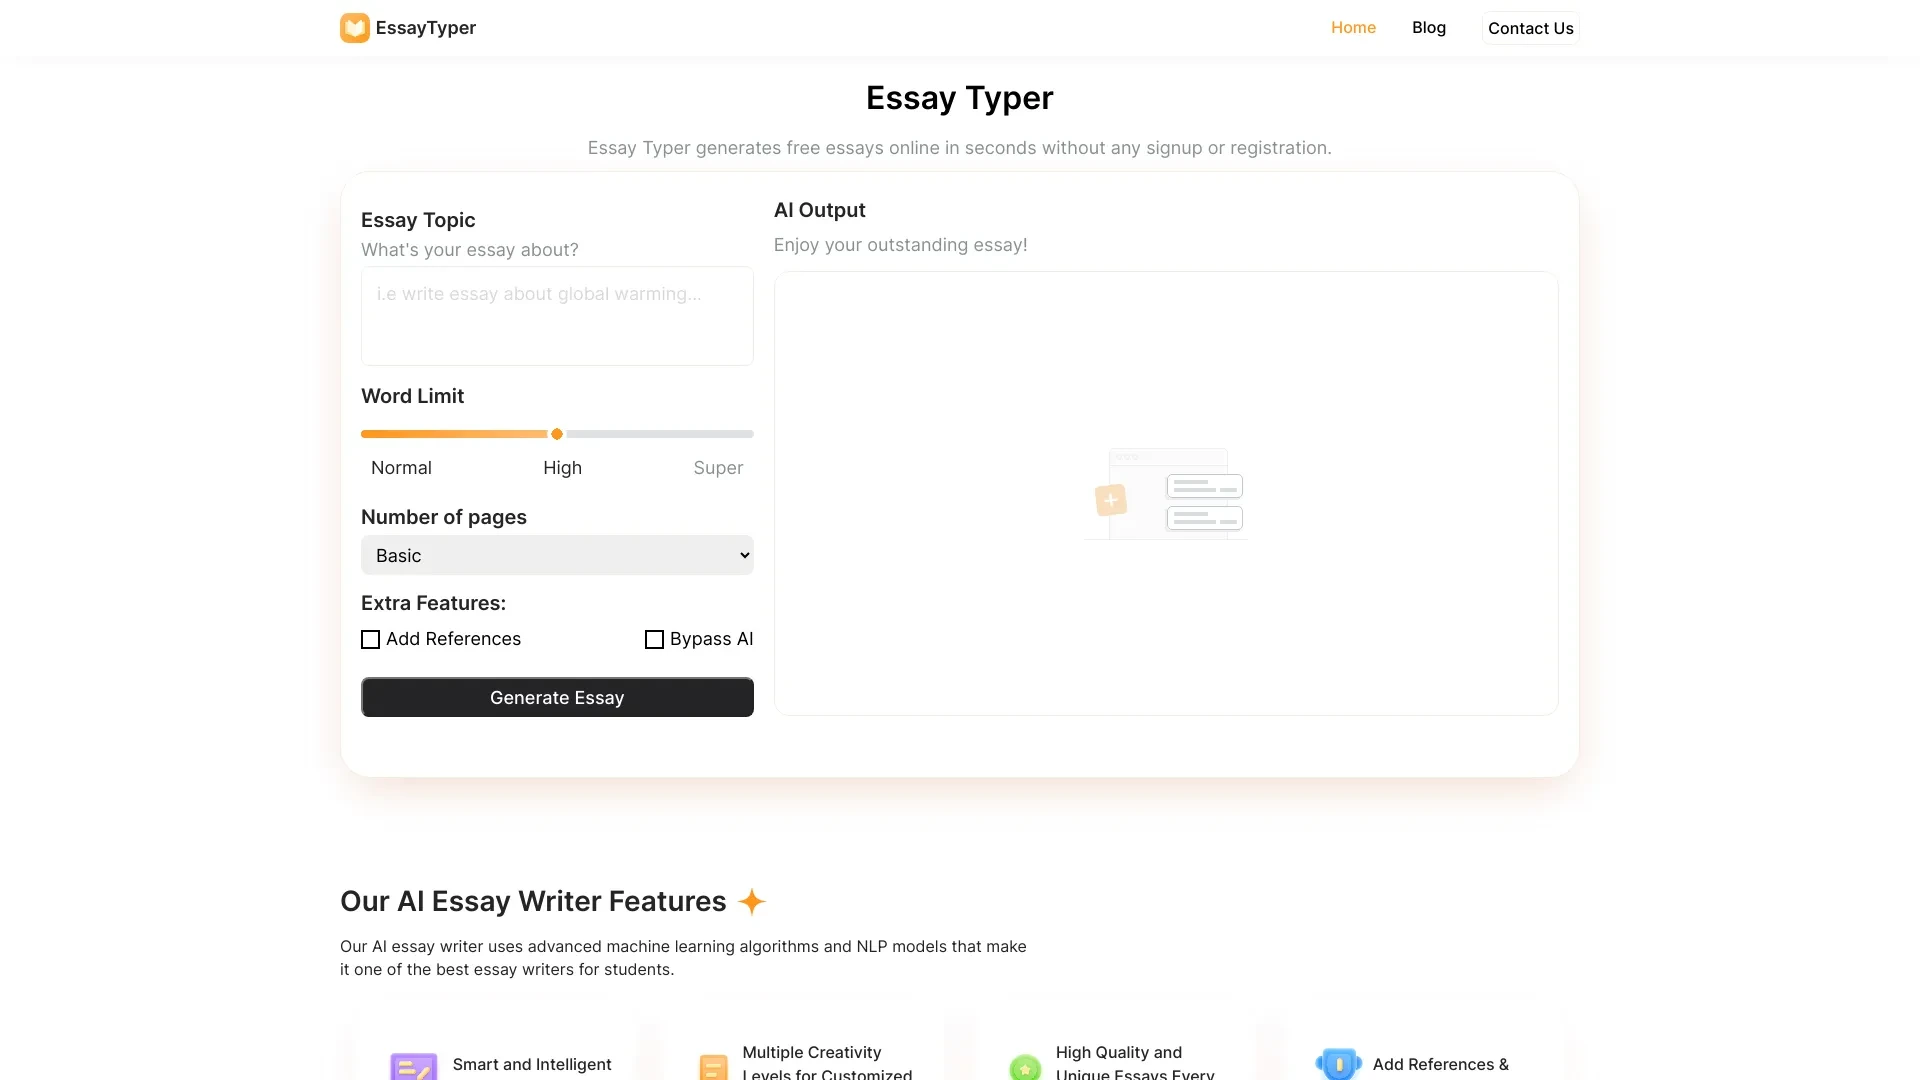 EssayTyper
Home
Blog
Contact Us
Essay Typer
Essay Typer generates free essays online in seconds without any signup or registration.
Essay Topic
What's your essay about?
i.e write essay about global warming...
Word Limit
Normal
High
Super
Number of pages
Basic
Extra Features:
Add References
Bypass AI
Generate Essay
AI Output
Enjoy your outstanding essay!
Our AI Essay Writer Features
Our AI essay writer uses advanced machine learning algorithms and NLP models that make
it one of the best essay writers for students.
Smart and Intelligent
Multiple Creativity
Levels for Customized
High Quality and
Unique Essays Every
Add References &